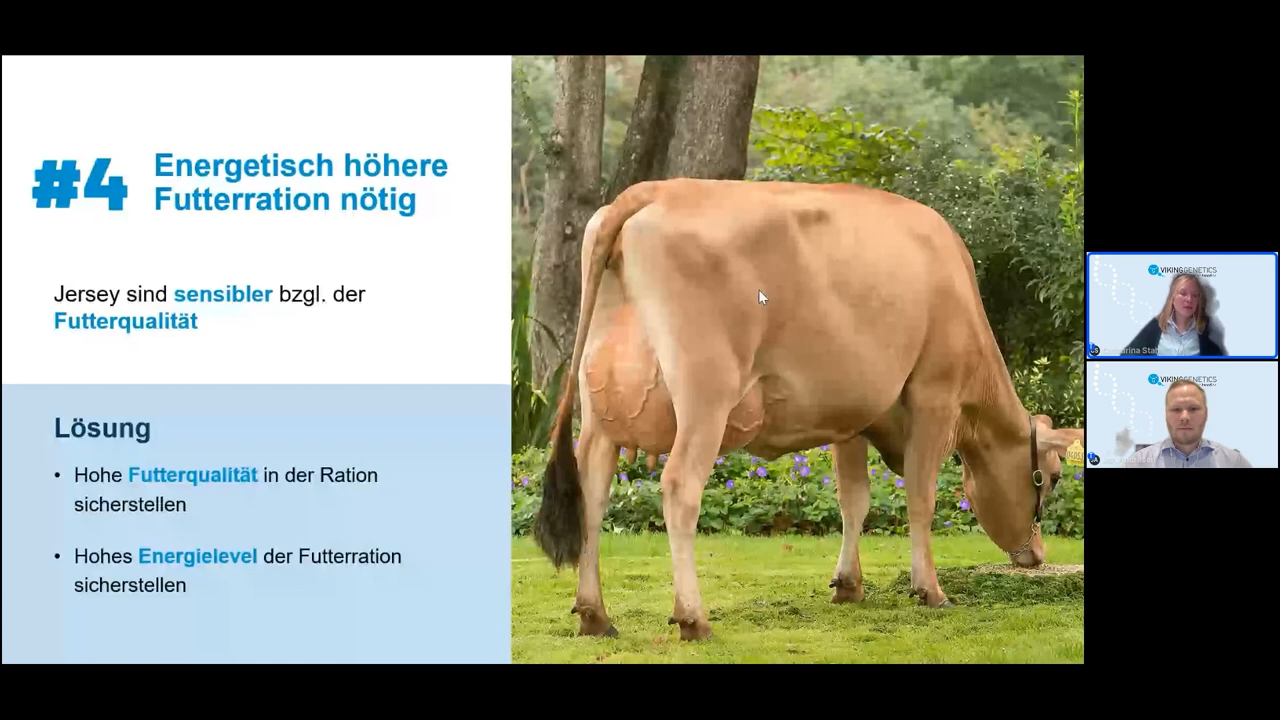 #4
Energetisch höhere
Futterration nötig
Jersey sind sensibler bzgl. der
Futterqualität
Lösung
• Hohe Futterqualität in der Ration
sicherstellen
• Hohes Energielevel der Futterration
sicherstellen
VIKINGGENETICS
VIKINGGENETICS